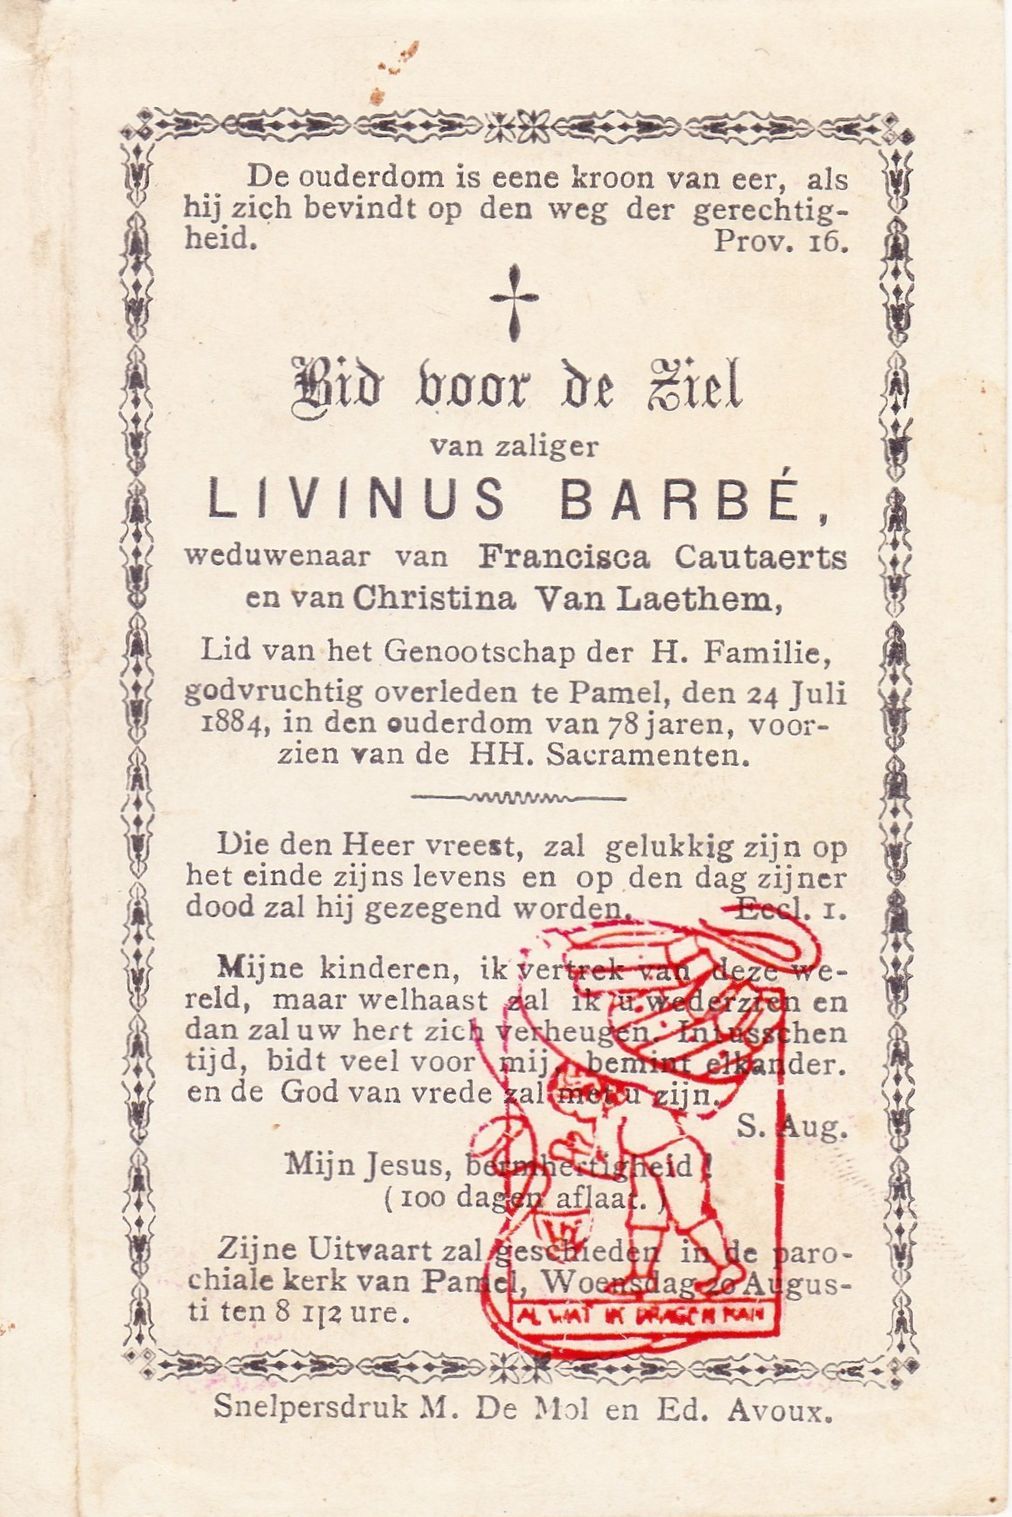 De ouderdom is eene kroon van eer, als
hij zich bevindt op den weg der gerechtig-
heid. Prov. 16.
Bid voor de Ziel
van zaliger
LIVINUS BARBÉ,
weduwenaar van Francisca Cautaerts
en van Christina Van Laethem,
Lid van het Genootschap der H. Familie,
godvruchtig overleden te Pamel, den 24 Juli
1884, in den ouderdom van 78 jaren, voor-
zien van de HH. Sacramenten.
Die den Heer vreest, zal gelukkig zijn op
het einde zijns levens en op den dag zijner
dood zal hij gezegend worden. Eccl. 1.
Mijne kinderen, ik vertrek van deze we-
reld, maar welhaast zal ik u wederzien en
dan zal uw hert zich verheugen. Intusschen
tijd, bidt veel voor mij, bemint elkander.
en de God van vrede zal met u zijn.
S. Aug.
Mijn Jesus, bermhertigheid !
(100 dagen aflaat.)
Zijne Uitvaart zal geschieden in de paro-
chiale kerk van Pamel, Woensdag 20 Augus-
ti ten 8 1|2 ure.
AL WAT IK DRAGEN KAN
Snelpersdruk M. De Mol en Ed. Avoux.